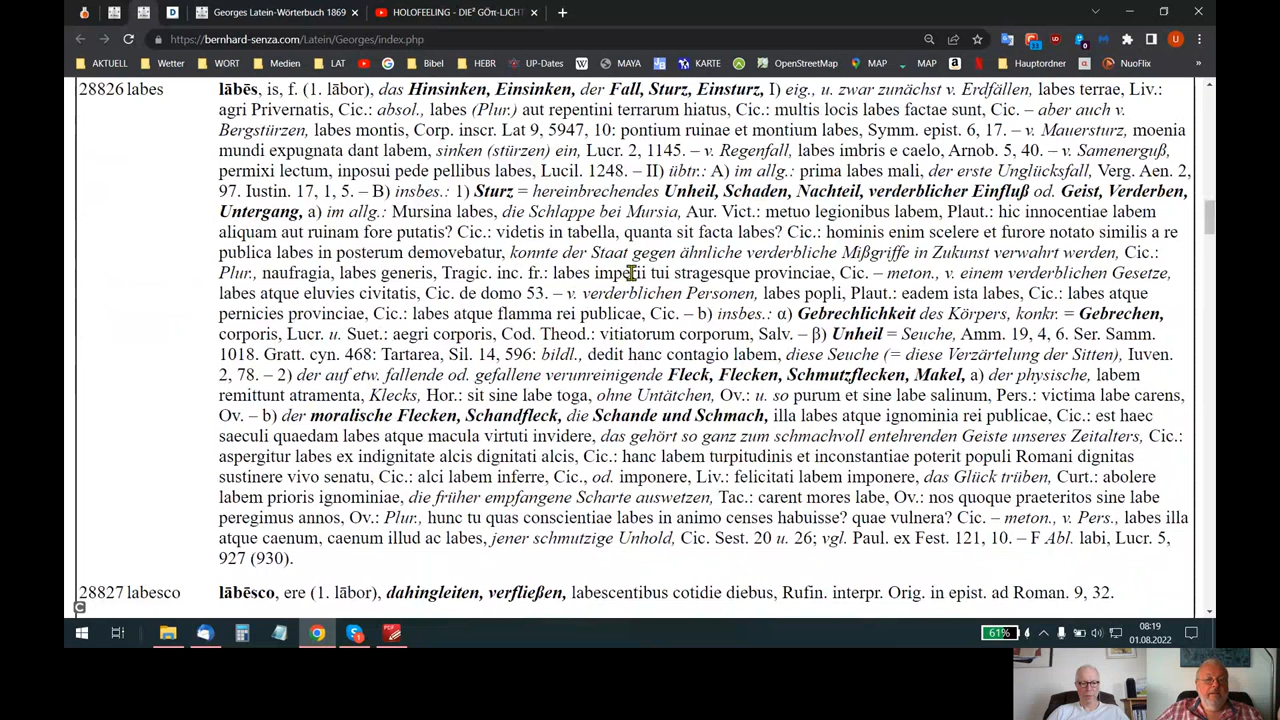 Georges Latein-Wörterbuch 1869
HOLOFEELING - DIE² GÖπ-LJCHT
https://bernhard-senza.com/Latein/Georges/index.php
AKTUELL Wetter WORT Medien LAT Bibel HEBR UP-Dates MAYA KARTE OpenStreetMap MAP MAP Hauptordner NuoFlix
28826 labes
lābēs, is, f. (1. lābor), das Hinsinken, Einsinken, der Fall, Sturz, Einsturz, I) eig., u. zwar zunächst v. Erdfällen, labes terrae, Liv.:
agri Privernatis, Cic.: absol., labes (Plur.) aut repentini terrarum hiatus, Cic.: multis locis labes factae sunt, Cic. – aber auch v.
Bergstürzen, labes montis, Corp. inscr. Lat 9, 5947, 10: pontium ruinae et montium labes, Symm. epist. 6, 17. – v. Mauersturz, moenia
mundi expugnata dant labem, sinken (stürzen) ein, Lucr. 2, 1145. – v. Regenfall, labes imbris e caelo, Arnob. 5, 40. – v. Samenerguß,
permixi lectum, inposui pede pellibus labes, Lucil. 1248. – II) übtr.: A) im allg.: prima labes mali, der erste Unglücksfall, Verg. Aen. 2,
97. Iustin. 17, 1, 5. – B) insbes.: 1) Sturz = hereinbrechendes Unheil, Schaden, Nachteil, verderblicher Einfluß od. Geist, Verderben,
Untergang, a) im allg.: Mursina labes, die Schlappe bei Mursia, Aur. Vict.: metuo legionibus labem, Plaut.: hic innocentiae labem
aliquam aut ruinam fore putatis? Cic.: videtis in tabella, quanta sit facta labes? Cic.: hominis enim scelere et furore notato similis a re
publica labes in posterum demovebatur, konnte der Staat gegen ähnliche verderbliche Mißgriffe in Zukunft verwahrt werden, Cic.:
Plur., naufragia, labes generis, Tragic. inc. fr.: labes imperii tui stragesque provinciae, Cic. – meton., v. einem verderblichen Gesetze,
labes atque eluvies civitatis, Cic. de domo 53. – v. verderblichen Personen, labes popli, Plaut.: eadem ista labes, Cic.: labes atque
pernicies provinciae, Cic.: labes atque flamma rei publicae, Cic. – b) insbes.: α) Gebrechlichkeit des Körpers, konkr. = Gebrechen,
corporis, Lucr. u. Suet.: aegri corporis, Cod. Theod.: vitiatorum corporum, Salv. – β) Unheil = Seuche, Amm. 19, 4, 6. Ser. Samm.
1018. Gratt. cyn. 468: Tartarea, Sil. 14, 596: bildl., dedit hanc contagio labem, diese Seuche (= diese Verzärtelung der Sitten), Iuven.
2, 78. – 2) der auf etw. fallende od. gefallene verunreinigende Fleck, Flecken, Schmutzflecken, Makel, a) der physische, labem
remittunt atramenta, Klecks, Hor.: sit sine labe toga, ohne Untätchen, Ov.: u. so purum et sine labe salinum, Pers.: victima labe carens,
Ov. – b) der moralische Flecken, Schandfleck, die Schande und Schmach, illa labes atque ignominia rei publicae, Cic.: est haec
saeculi quaedam labes atque macula virtuti invidere, das gehört so ganz zum schmachvoll entehrenden Geiste unseres Zeitalters, Cic.:
aspergitur labes ex indignitate alcis dignitati alcis, Cic.: hanc labem turpitudinis et inconstantiae poterit populi Romani dignitas
sustinere vivo senatu, Cic.: alci labem inferre, Cic., od. imponere, Liv.: felicitati labem imponere, das Glück trüben, Curt.: abolere
labem prioris ignominiae, die früher empfangene Scharte auswetzen, Tac.: carent mores labe, Ov.: nos quoque praeteritos sine labe
peregimus annos, Ov.: Plur., hunc tu quas conscientiae labes in animo censes habuisse? quae vulnera? Cic. – meton., v. Pers., labes illa
atque caenum, caenum illud ac labes, jener schmutzige Unhold, Cic. Sest. 20 u. 26; vgl. Paul. ex Fest. 121, 10. – F Abl. labi, Lucr. 5,
927 (930).
28827 labesco
lābēsco, ere (1. lābor), dahingleiten, verfließen, labescentibus cotidie diebus, Rufin. interpr. Orig. in epist. ad Roman. 9, 32.
61%
08:19
01.08.2022